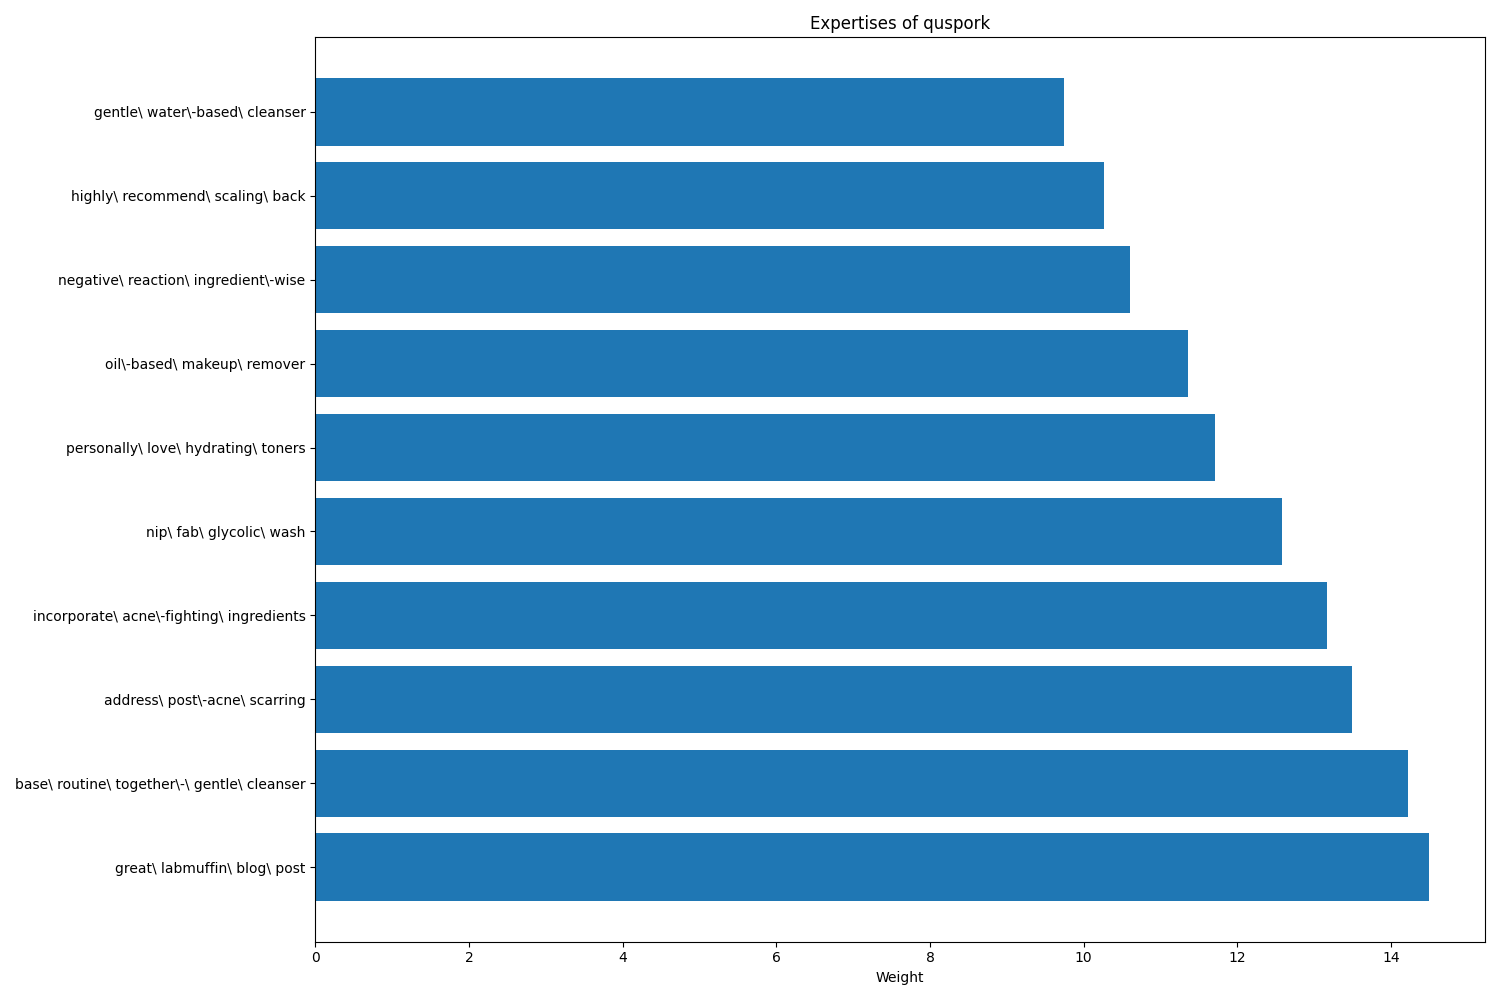 Expertises of quspork
gentle\ water\-based\ cleanser
highly\ recommend\ scaling\ back
negative\ reaction\ ingredient\-wise
oil\-based\ makeup\ remover
personally\ love\ hydrating\ toners
nip\ fab\ glycolic\ wash
incorporate\ acne\-fighting\ ingredients
address\ post\-acne\ scarring
base\ routine\ together\-\ gentle\ cleanser
great\ labmuffin\ blog\ post
0 2 4 6 8 10 12 14
Weight